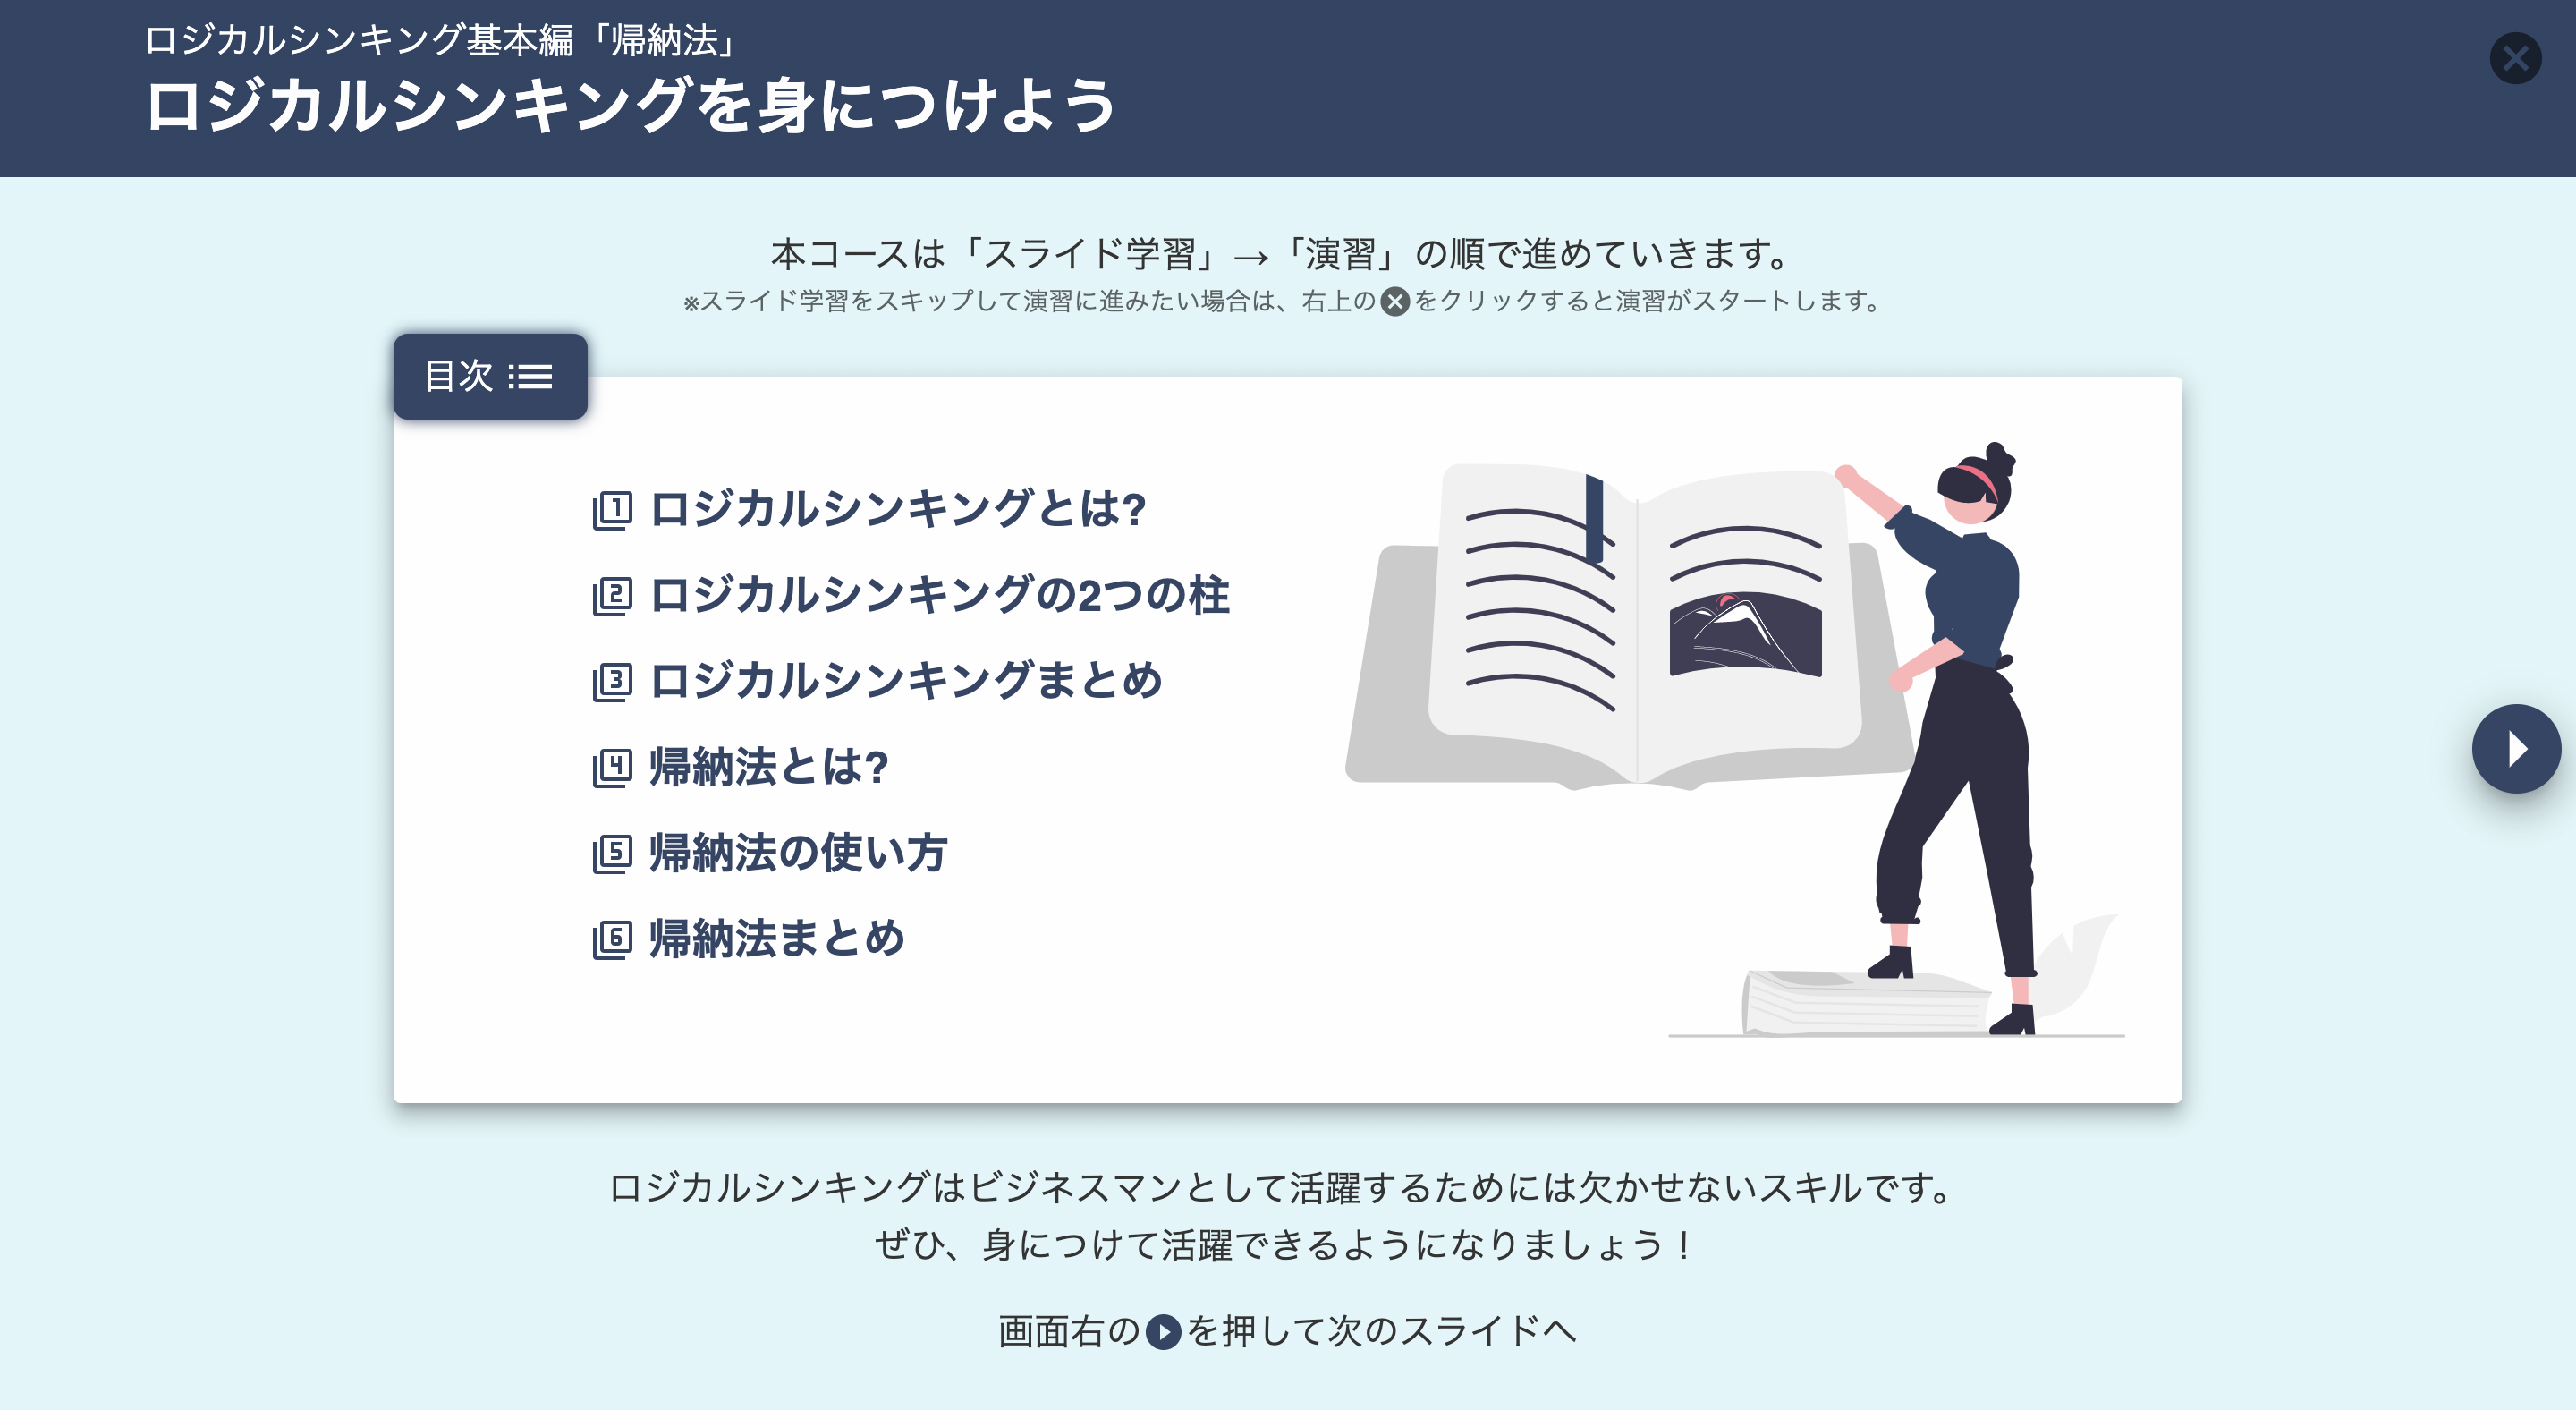 ロジカルシンキング基本編「帰納法」
ロジカルシンキングを身につけよう
本コースは「スライド学習」→「演習」の順で進めていきます。
※スライド学習をスキップして演習に進みたい場合は、右上の をクリックすると演習がスタートします。
目次
1 ロジカルシンキングとは?
2 ロジカルシンキングの2つの柱
3 ロジカルシンキングまとめ
4 帰納法とは?
5 帰納法の使い方
6 帰納法まとめ
ロジカルシンキングはビジネスマンとして活躍するためには欠かせないスキルです。
ぜひ、身につけて活躍できるようになりましょう！
画面右の を押して次のスライドへ